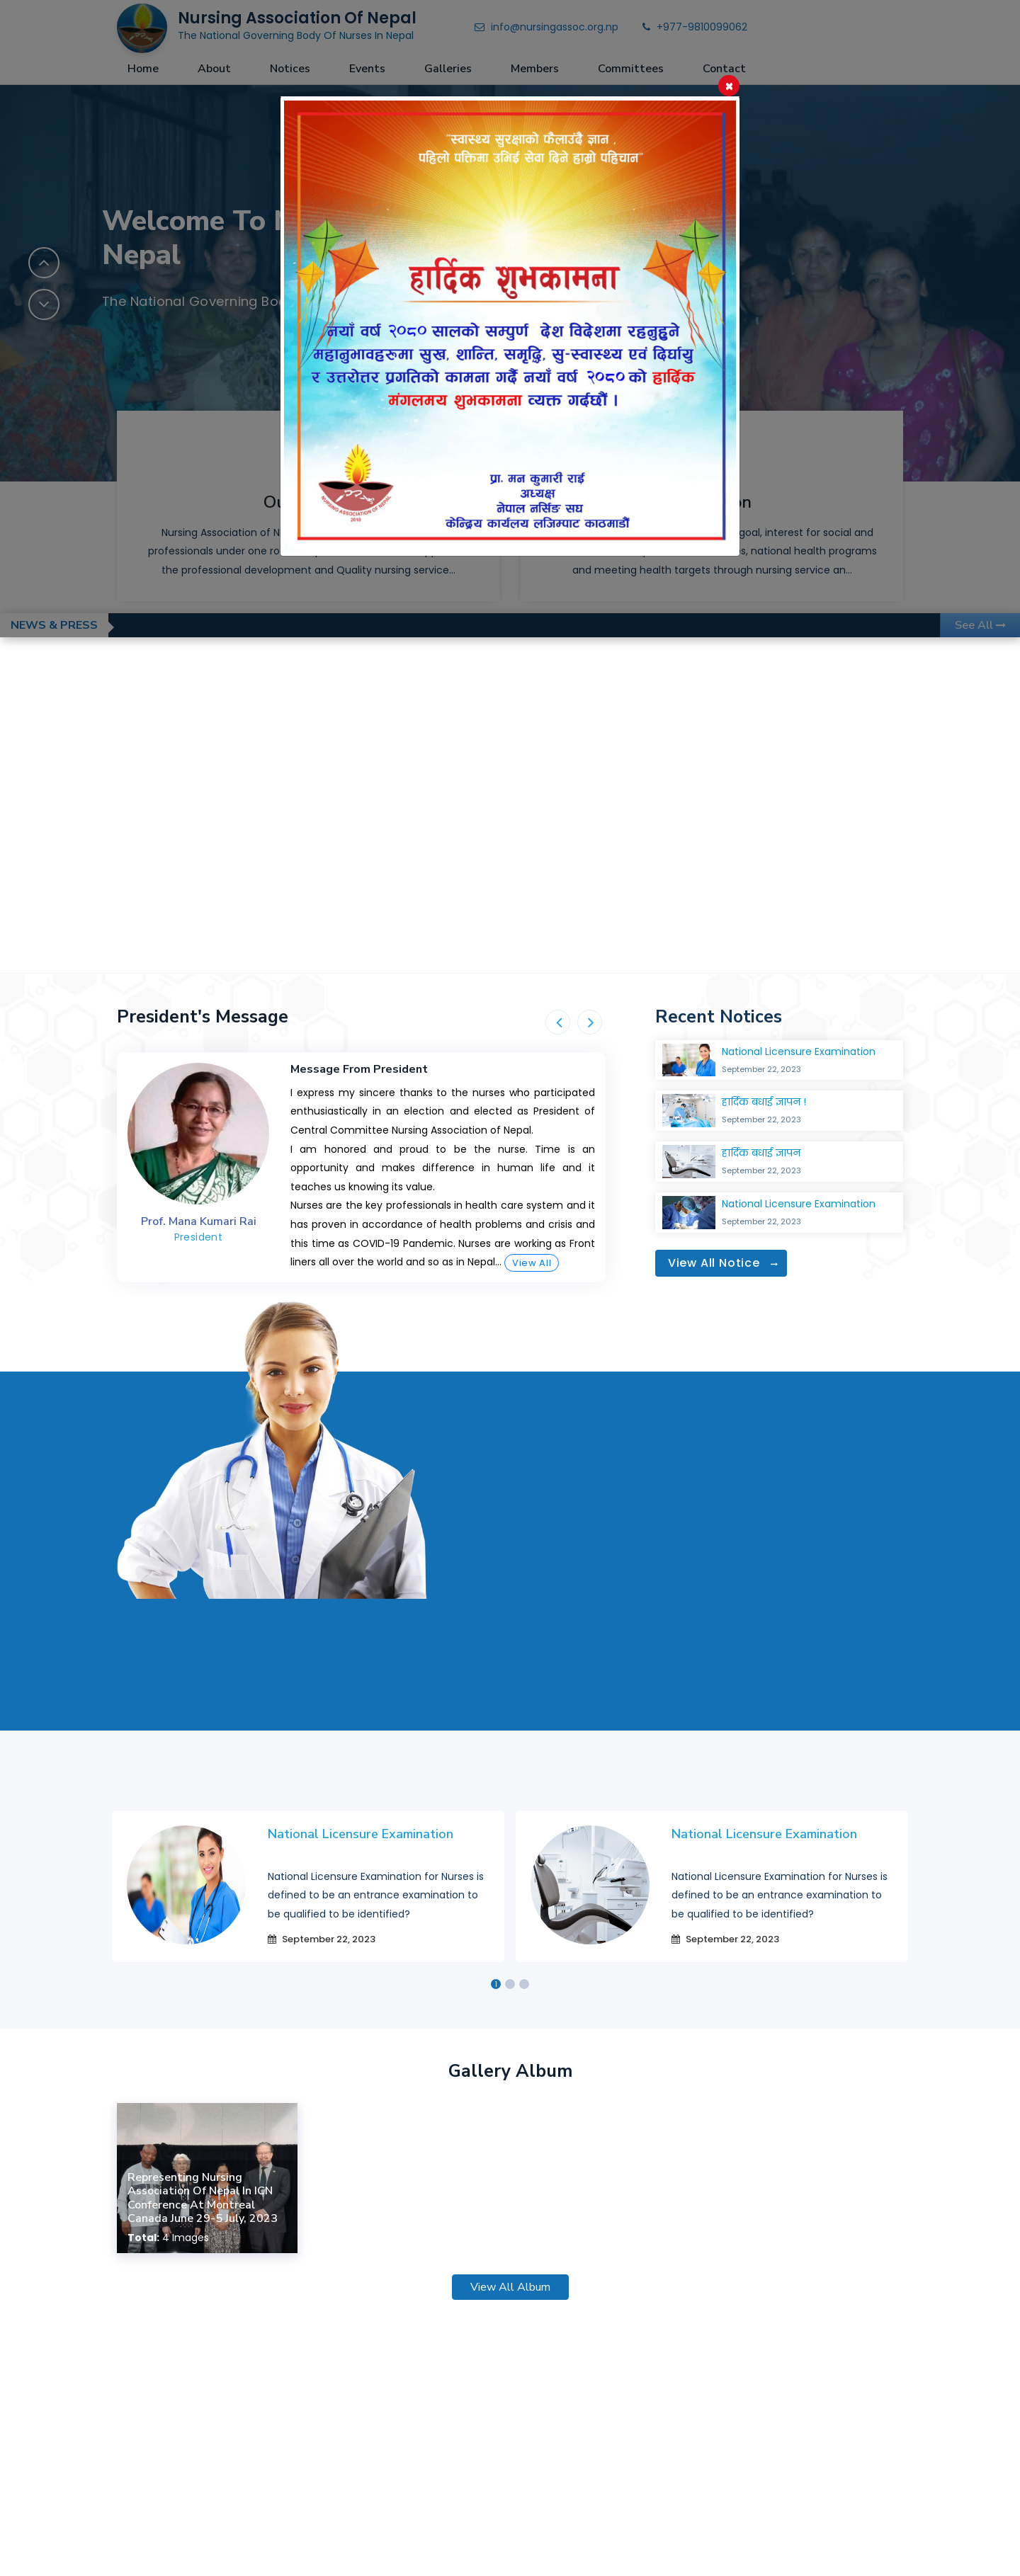 Nursing Association Of Nepal
The National Governing Body Of Nurses In Nepal
info@nursingassoc.org.np
+977-9810099062
Home About Notices Events Galleries Members Committees Contact
Welcome To
Nepal
The National Governing
"स्वास्थ्य सुरक्षाको फैलाउँदै ज्ञान ,
पहिलो पंक्तिमा उभिई सेवा दिने हाम्रो पहिचान"
हार्दिक शुभकामना
नयाँ वर्ष २०८० सालको सम्पुर्ण देश विदेशमा रहनुहुने
महानुभावहरुमा सुख, शान्ति, समृद्धि, सु-स्वास्थ्य एवं दिर्घायु
र उत्तरोत्तर प्रगतिको कामना गर्दै नयाँ वर्ष २०८० को हार्दिक
मंगलमय शुभकामना व्यक्त गर्दछौं ।
NURSING ASSOCIATION OF NEPAL
2018
प्रा. मन कुमारी राई
अध्यक्ष
नेपाल नर्सिङ संघ
केन्द्रिय कार्यलय लजिम्पाट काठमाडौं
Nursing Association of
professionals under one
the professional development and Quality nursing service...
goal, interest for social and
national health programs
and meeting health targets through nursing service an...
NEWS & PRESS
See All
President's Message
Message From President
I express my sincere thanks to the nurses who participated
enthusiastically in an election and elected as President of
Central Committee Nursing Association of Nepal.
I am honored and proud to be the nurse. Time is an
opportunity and makes difference in human life and it
teaches us knowing its value.
Nurses are the key professionals in health care system and it
has proven in accordance of health problems and crisis and
this time as COVID-19 Pandemic. Nurses are working as Front
liners all over the world and so as in Nepal... View All
Prof. Mana Kumari Rai
President
Recent Notices
National Licensure Examination
September 22, 2023
हार्दिक बधाई ज्ञापन !
September 22, 2023
हार्दिक बधाई ज्ञापन
September 22, 2023
National Licensure Examination
September 22, 2023
View All Notice →
National Licensure Examination
National Licensure Examination for Nurses is
defined to be an entrance examination to
be qualified to be identified?
September 22, 2023
National Licensure Examination
National Licensure Examination for Nurses is
defined to be an entrance examination to
be qualified to be identified?
September 22, 2023
1
Gallery Album
Representing Nursing
Association Of Nepal In ICN
Conference At Montreal
Canada June 29-5 July, 2023
Total: 4 Images
View All Album